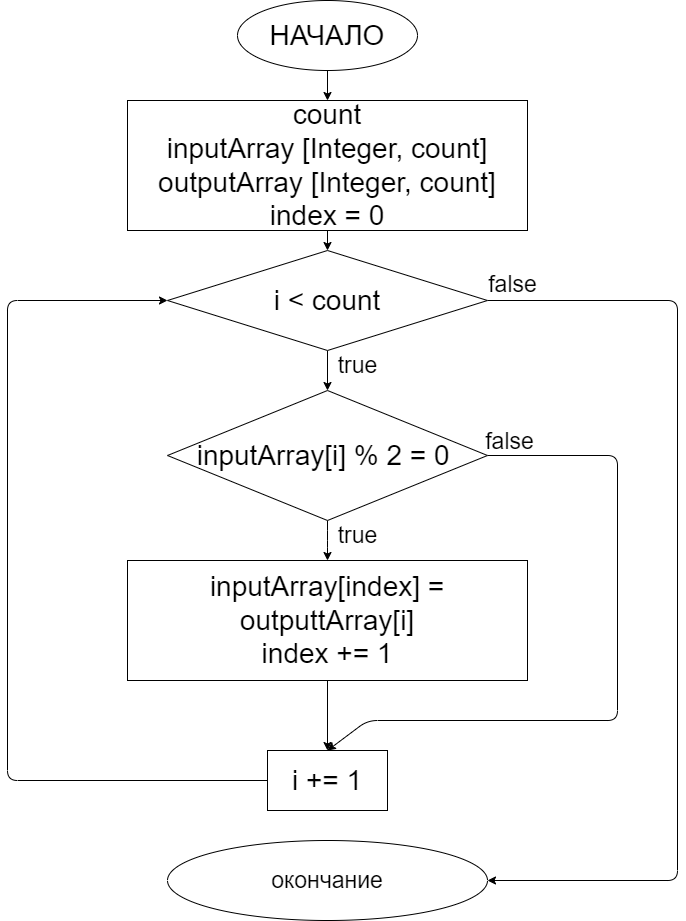 НАЧАЛО
count
inputArray [Integer, count]
outputArray [Integer, count]
index = 0
i < count
false
true
inputArray[i] % 2 = 0
false
true
inputArray[index] =
outputtArray[i]
index += 1
i += 1
окончание